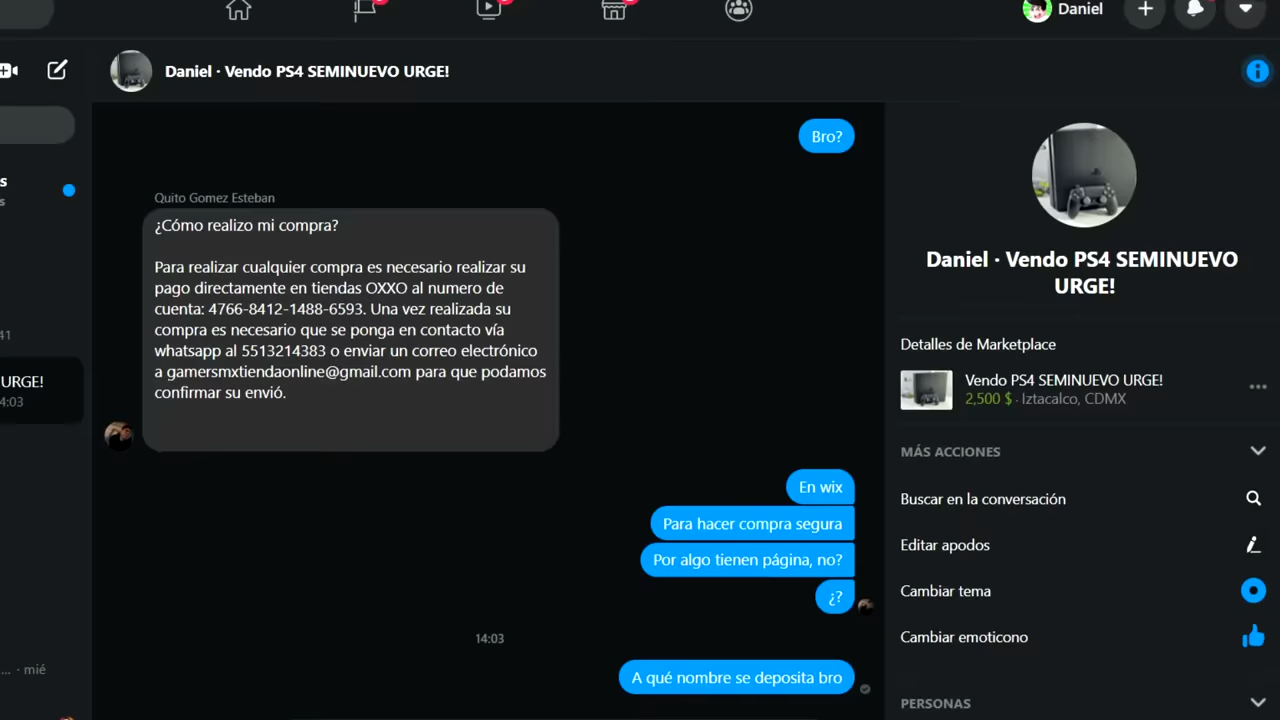 Daniel
Daniel · Vendo PS4 SEMINUEVO URGE!
s
s
41
URGE!
14:03
... · mié
Bro?
Quito Gomez Esteban
¿Cómo realizo mi compra?
Para realizar cualquier compra es necesario realizar su
pago directamente en tiendas OXXO al numero de
cuenta: 4766-8412-1488-6593. Una vez realizada su
compra es necesario que se ponga en contacto vía
whatsapp al 5513214383 o enviar un correo electrónico
a gamersmxtiendaonline@gmail.com para que podamos
confirmar su envió.
En wix
Para hacer compra segura
Por algo tienen página, no?
¿?
14:03
A qué nombre se deposita bro
Daniel · Vendo PS4 SEMINUEVO
URGE!
Detalles de Marketplace
Vendo PS4 SEMINUEVO URGE!
2,500 $ · Iztacalco, CDMX
MÁS ACCIONES
Buscar en la conversación
Editar apodos
Cambiar tema
Cambiar emoticono
PERSONAS